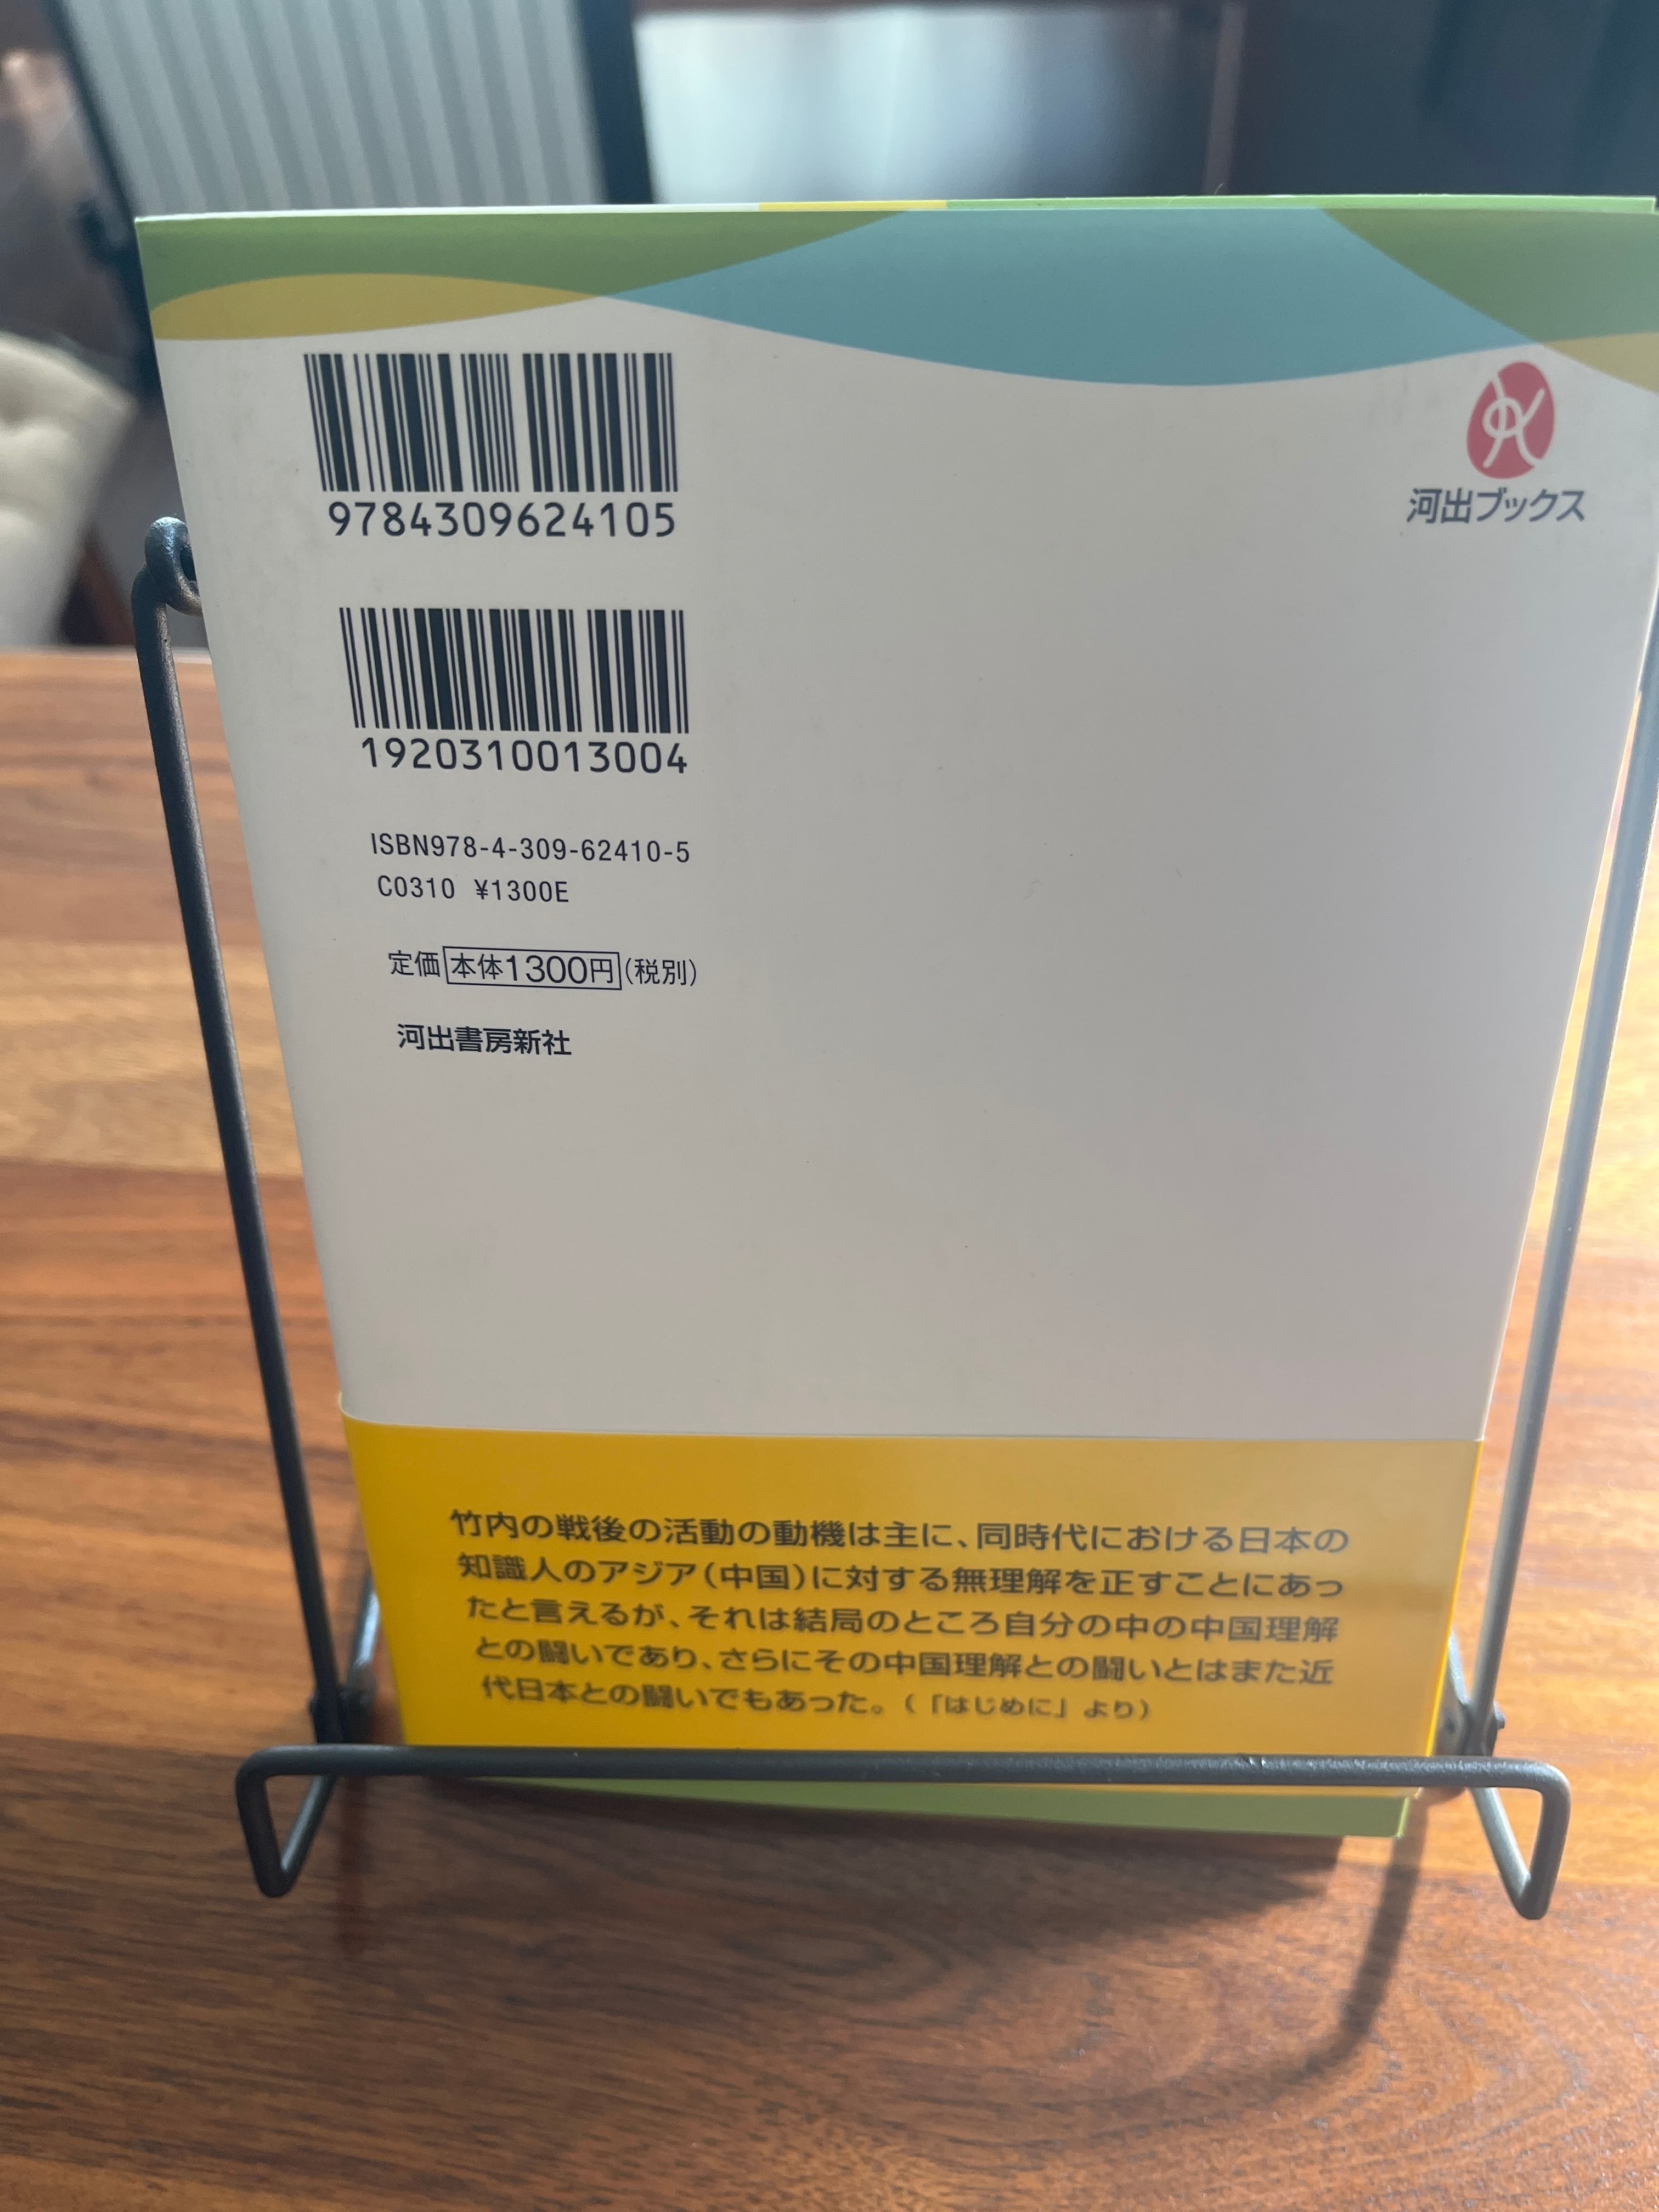 9784309624105
河出ブックス
1920310013004
ISBN978-4-309-62410-5
C0310 ¥1300E
定価本体1300円(税別)
河出書房新社
竹内の戦後の活動の動機は主に、同時代における日本の
知識人のアジア(中国)に対する無理解を正すことにあっ
たと言えるが、それは結局のところ自分の中の中国理解
との闘いであり、さらにその中国理解との闘いとはまた近
代日本との闘いでもあった。(「はじめに」より)